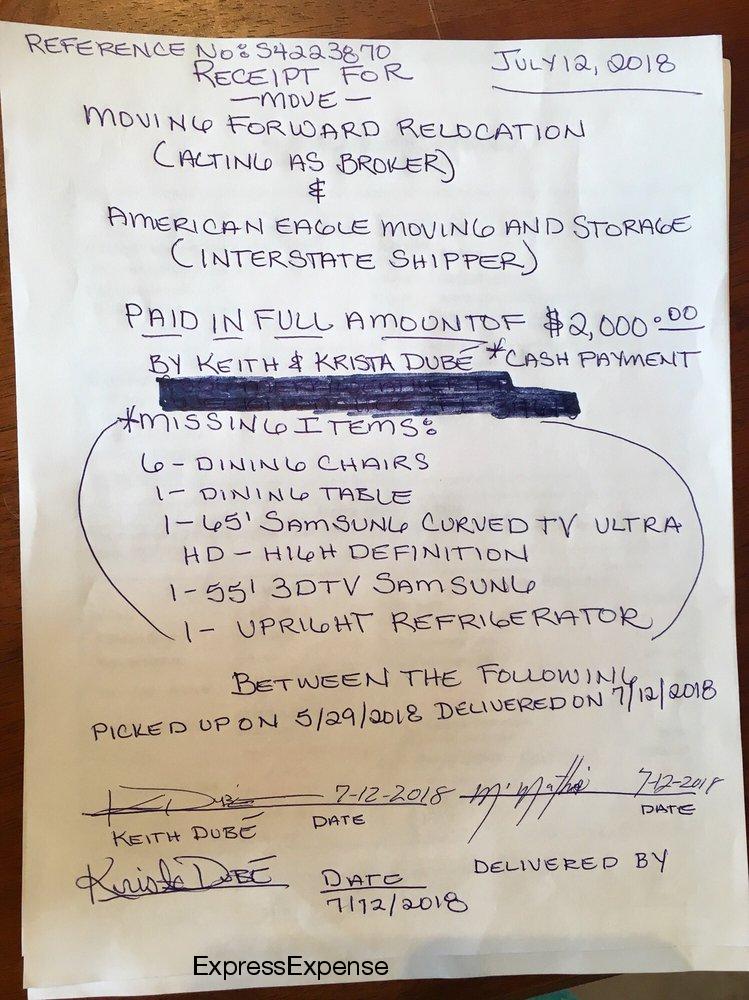 REFERENCE No: S4223870
JULY 12, 2018
RECEIPT FOR
—MOVE—
MOVING FORWARD RELOCATION
(ACTING AS BROKER)
&
AMERICAN EAGLE MOVING AND STORAGE
(INTERSTATE SHIPPER)
PAID IN FULL AMOUNT OF $2,000.00
BY KEITH & KRISTA DUBÉ *CASH PAYMENT
*MISSING ITEMS:
6 - DINING CHAIRS
1 - DINING TABLE
1-65' SAMSUNG CURVED TV ULTRA
HD - HIGH DEFINITION
1-55' 3DTV SAMSUNG
1- UPRIGHT REFRIGERATOR
BETWEEN THE FOLLOWING
PICKED UP ON 5/29/2018 DELIVERED ON 7/12/2018
7-12-2018 7-12-2018
KEITH DUBÉ DATE DATE
Krista DUBÉ DATE DELIVERED BY
7/12/2018
ExpressExpense